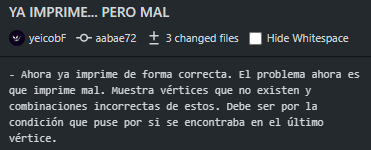 YA IMPRIME... PERO MAL
yeicobF aabae72 3 changed files Hide Whitespace
- Ahora ya imprime de forma correcta. El problema ahora es
que imprime mal. Muestra vértices que no existen y
combinaciones incorrectas de estos. Debe ser por la
condición que puse por si se encontraba en el último
vértice.